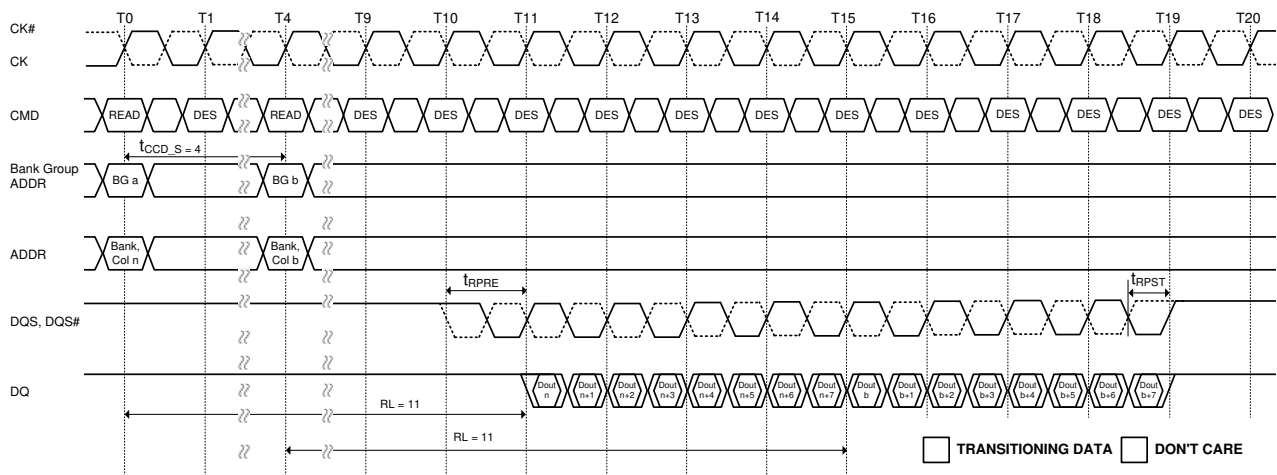 T0 T1 T4 T9 T10 T11 T12 T13 T14 T15 T16 T17 T18 T19 T20
CK#
CK
CMD READ DES READ DES DES DES DES DES DES DES DES DES DES DES DES
tCCD_S = 4
Bank Group
ADDR
BG a BG b
ADDR
Bank,
Col n
Bank,
Col b
tRPRE tRPST
DQS, DQS#
DQ
Dout
n
Dout
n+1
Dout
n+2
Dout
n+3
Dout
n+4
Dout
n+5
Dout
n+6
Dout
n+7
Dout
b
Dout
b+1
Dout
b+2
Dout
b+3
Dout
b+4
Dout
b+5
Dout
b+6
Dout
b+7
RL = 11
RL = 11
TRANSITIONING DATA DON'T CARE